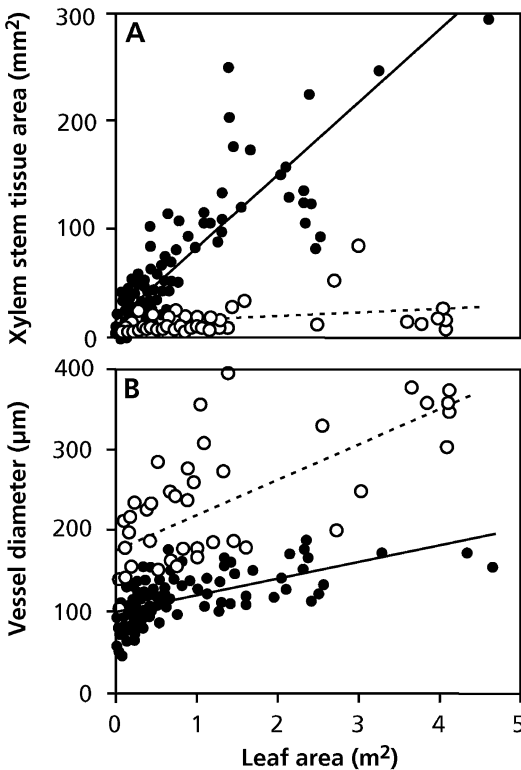 A
Xylem stem tissue area (mm²)
300
200
100
0
B
Vessel diameter (µm)
400
300
200
100
0
0 1 2 3 4 5
Leaf area (m²)